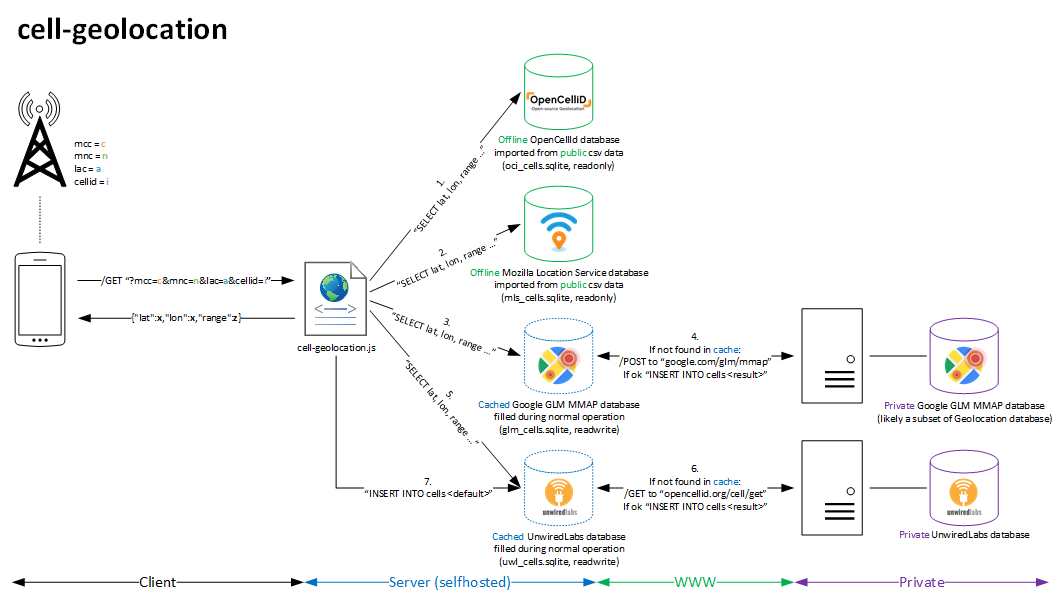 cell-geolocation
mcc = c
mnc = n
lac = a
cellid = i
/GET “?mcc=c&mnc=n&lac=a&cellid=i”
{"lat":x,"lon":x,"range":z}
cell-geolocation.js
1.
“SELECT lat, lon, range ...”
OpenCelliD
Open-source Geolocation
Offline OpenCellId database
imported from public csv data
(oci_cells.sqlite, readonly)
2.
“SELECT lat, lon, range ...”
Offline Mozilla Location Service database
imported from public csv data
(mls_cells.sqlite, readonly)
3.
“SELECT lat, lon, range ...”
Cached Google GLM MMAP database
filled during normal operation
(glm_cells.sqlite, readwrite)
4.
If not found in cache:
/POST to “google.com/glm/mmap”
If ok “INSERT INTO cells <result>”
Private Google GLM MMAP database
(likely a subset of Geolocation database)
5.
“SELECT lat, lon, range ...”
unwiredlabs
Cached UnwiredLabs database
filled during normal operation
(uwl_cells.sqlite, readwrite)
6.
If not found in cache:
/GET to “opencellid.org/cell/get”
If ok “INSERT INTO cells <result>”
unwiredlabs
Private UnwiredLabs database
7.
“INSERT INTO cells <default>”
Client
Server (selfhosted)
WWW
Private